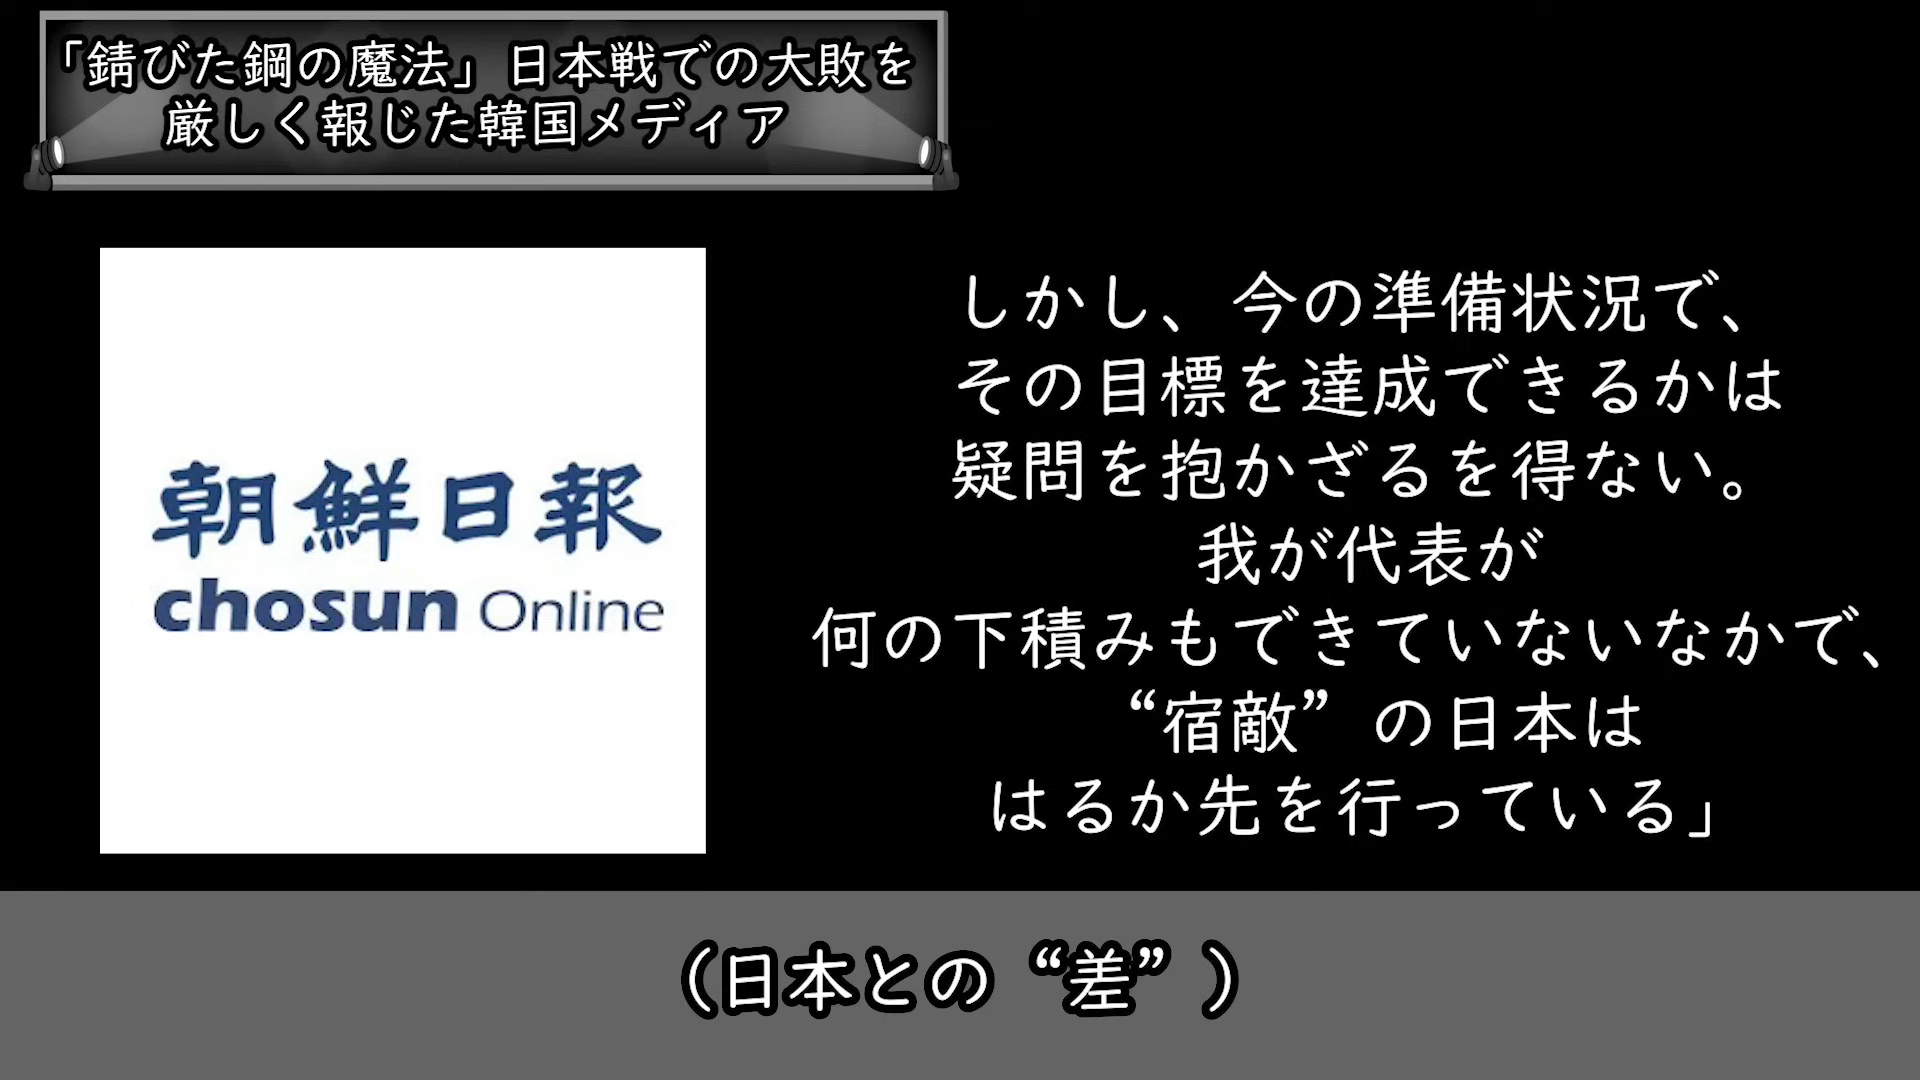 「錆びた鋼の魔法」日本戦での大敗を
厳しく報じた韓国メディア
朝鮮日報
chosun Online
しかし、今の準備状況で、
その目標を達成できるかは
疑問を抱かざるを得ない。
我が代表が
何の下積みもできていないなかで、
“宿敵”の日本は
はるか先を行っている」
（日本との“差”）